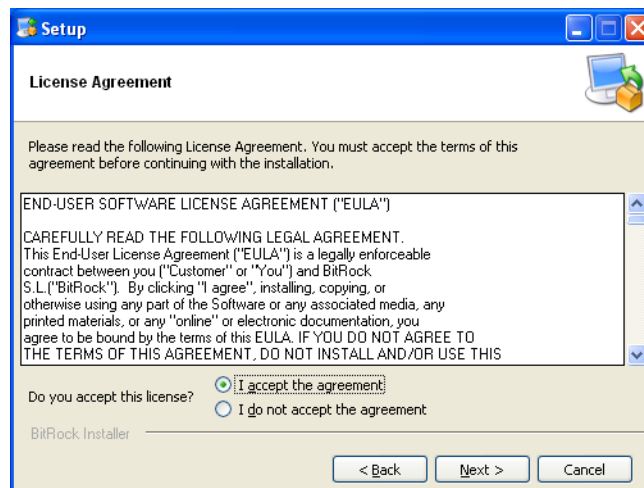 Setup
License Agreement
Please read the following License Agreement. You must accept the terms of this
agreement before continuing with the installation.
END-USER SOFTWARE LICENSE AGREEMENT ("EULA")
CAREFULLY READ THE FOLLOWING LEGAL AGREEMENT.
This End-User License Agreement ("EULA") is a legally enforceable
contract between you ("Customer" or "You") and BitRock
S.L.("BitRock").  By clicking "I agree", installing, copying, or
otherwise using any part of the Software or any associated media, any
printed materials, or any "online" or electronic documentation, you
agree to be bound by the terms of this EULA. IF YOU DO NOT AGREE TO
THE TERMS OF THIS AGREEMENT, DO NOT INSTALL AND/OR USE THIS
Do you accept this license?
I accept the agreement
I do not accept the agreement
BitRock Installer
< Back
Next >
Cancel